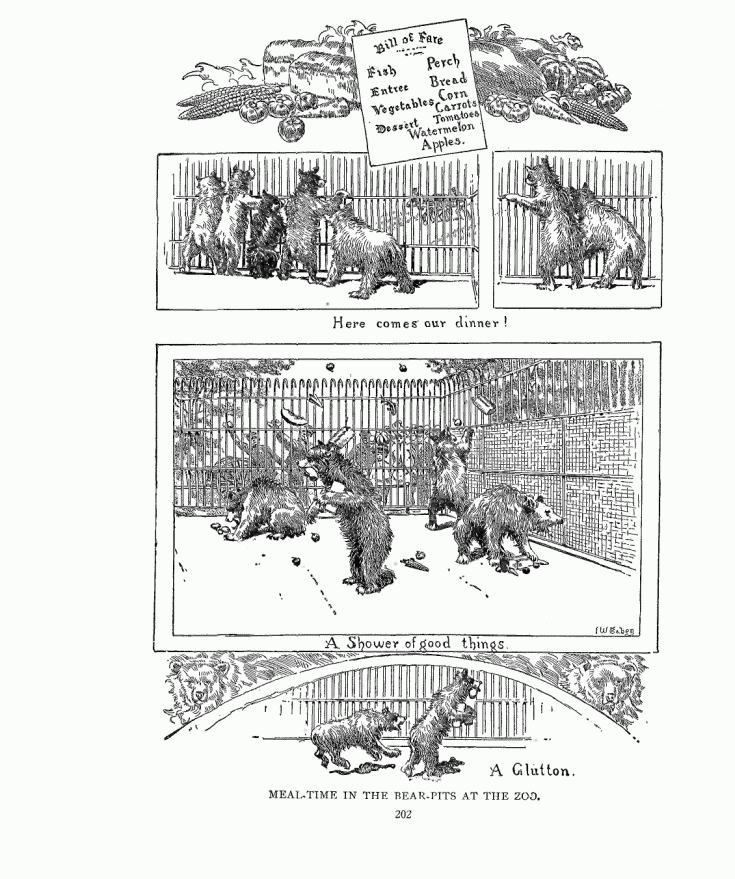 Bill of Fare
Fish Perch
Entree Bread
Vegetables Corn
Carrots
Tomatoes
Dessert Watermelon
Apples.
Here comes our dinner!
A Shower of good things.
A Glutton.
MEAL-TIME IN THE BEAR-PITS AT THE ZOO.
202